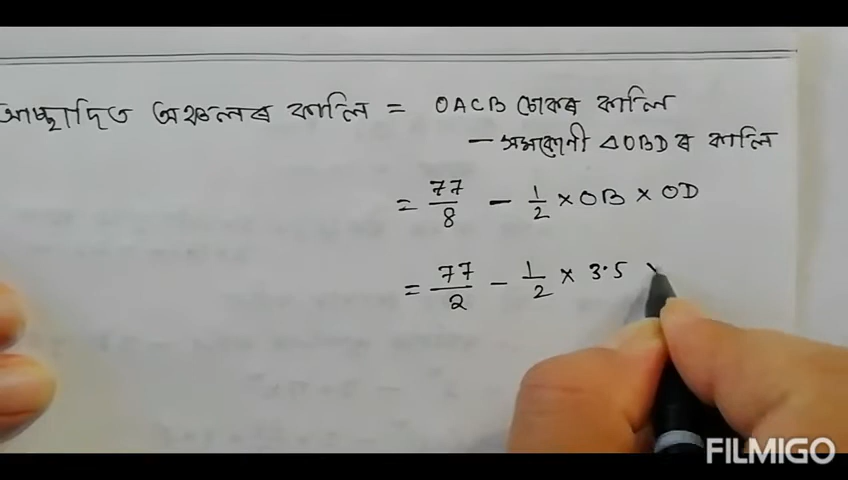 আচ্ছাদিত অঞ্চলৰ কালি = OACB চোকৰ কালি
– সমকোণী ΔOBD ৰ কালি
= 77/8 – 1/2 × OB × OD
= 77/2 – 1/2 × 3.5 ×
FILMIGO